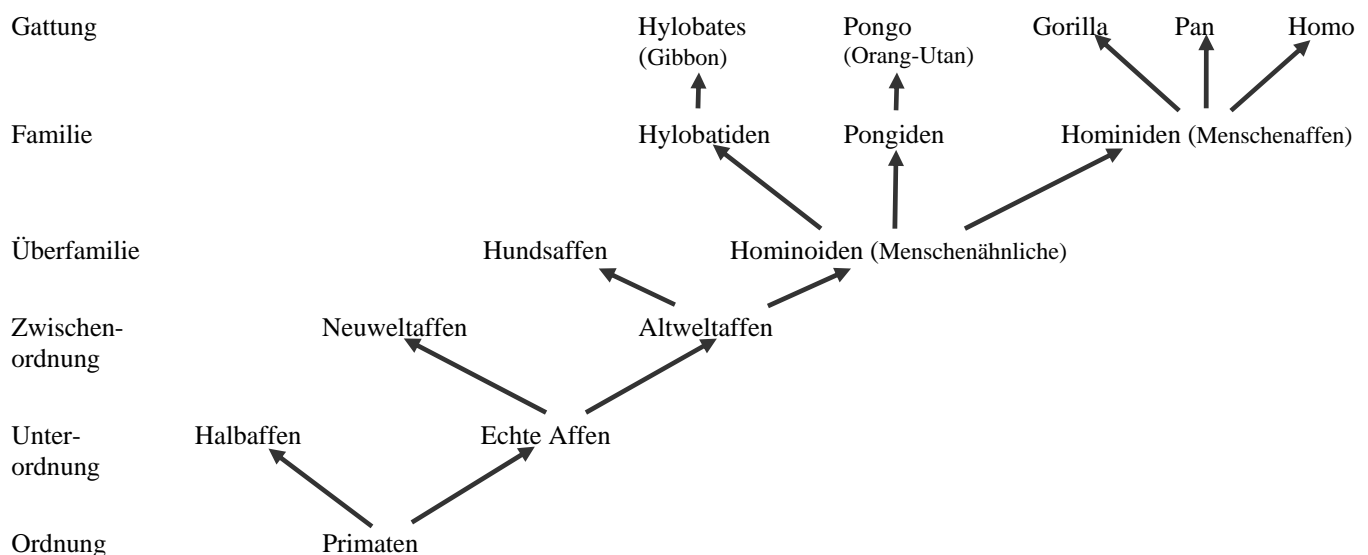 Gattung Hylobates Pongo Gorilla Pan Homo
(Gibbon) (Orang-Utan)
Familie Hylobatiden Pongiden Hominiden (Menschenaffen)
Überfamilie Hundsaffen Hominoiden (Menschenähnliche)
Zwischen- Neuweltaffen Altweltaffen
ordnung
Unter- Halbaffen Echte Affen
ordnung
Ordnung Primaten